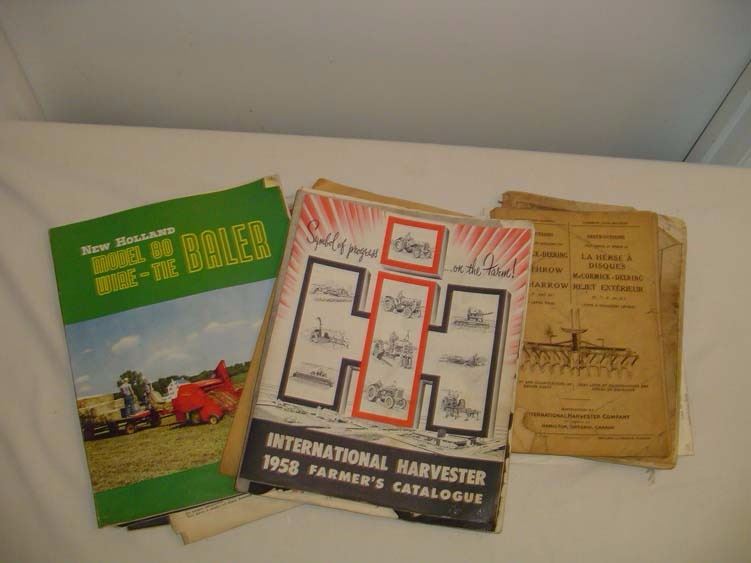 NEW HOLLAND
MODEL 80
WIRE-TIE
BALER
Symbol of progress
...on the Farm!
IH
INTERNATIONAL HARVESTER
1958 FARMER'S CATALOGUE
LA HERSE À
DISQUES
McCORMICK-DEERING
REJET EXTÉRIEUR
THROW
HARROW
INTERNATIONAL HARVESTER COMPANY
HAMILTON, ONTARIO, CANADA